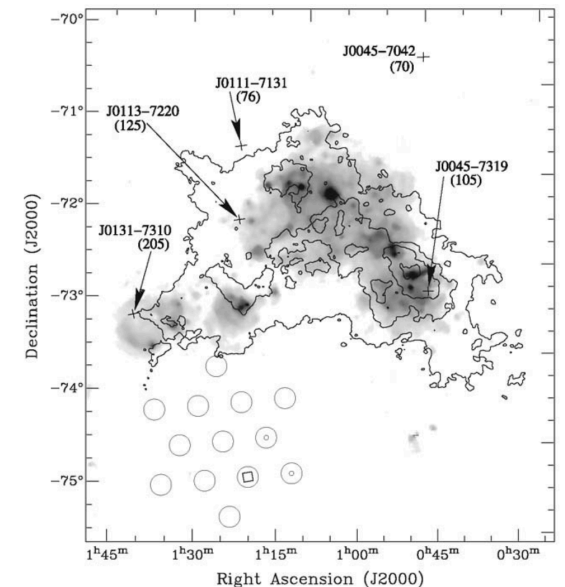 −70°
J0045−7042
(70)
−71°
J0111−7131
(76)
J0113−7220
(125)
J0045−7319
(105)
−72°
J0131−7310
(205)
−73°
−74°
−75°
Declination (J2000)
1ʰ45ᵐ 1ʰ30ᵐ 1ʰ15ᵐ 1ʰ00ᵐ 0ʰ45ᵐ 0ʰ30ᵐ
Right Ascension (J2000)